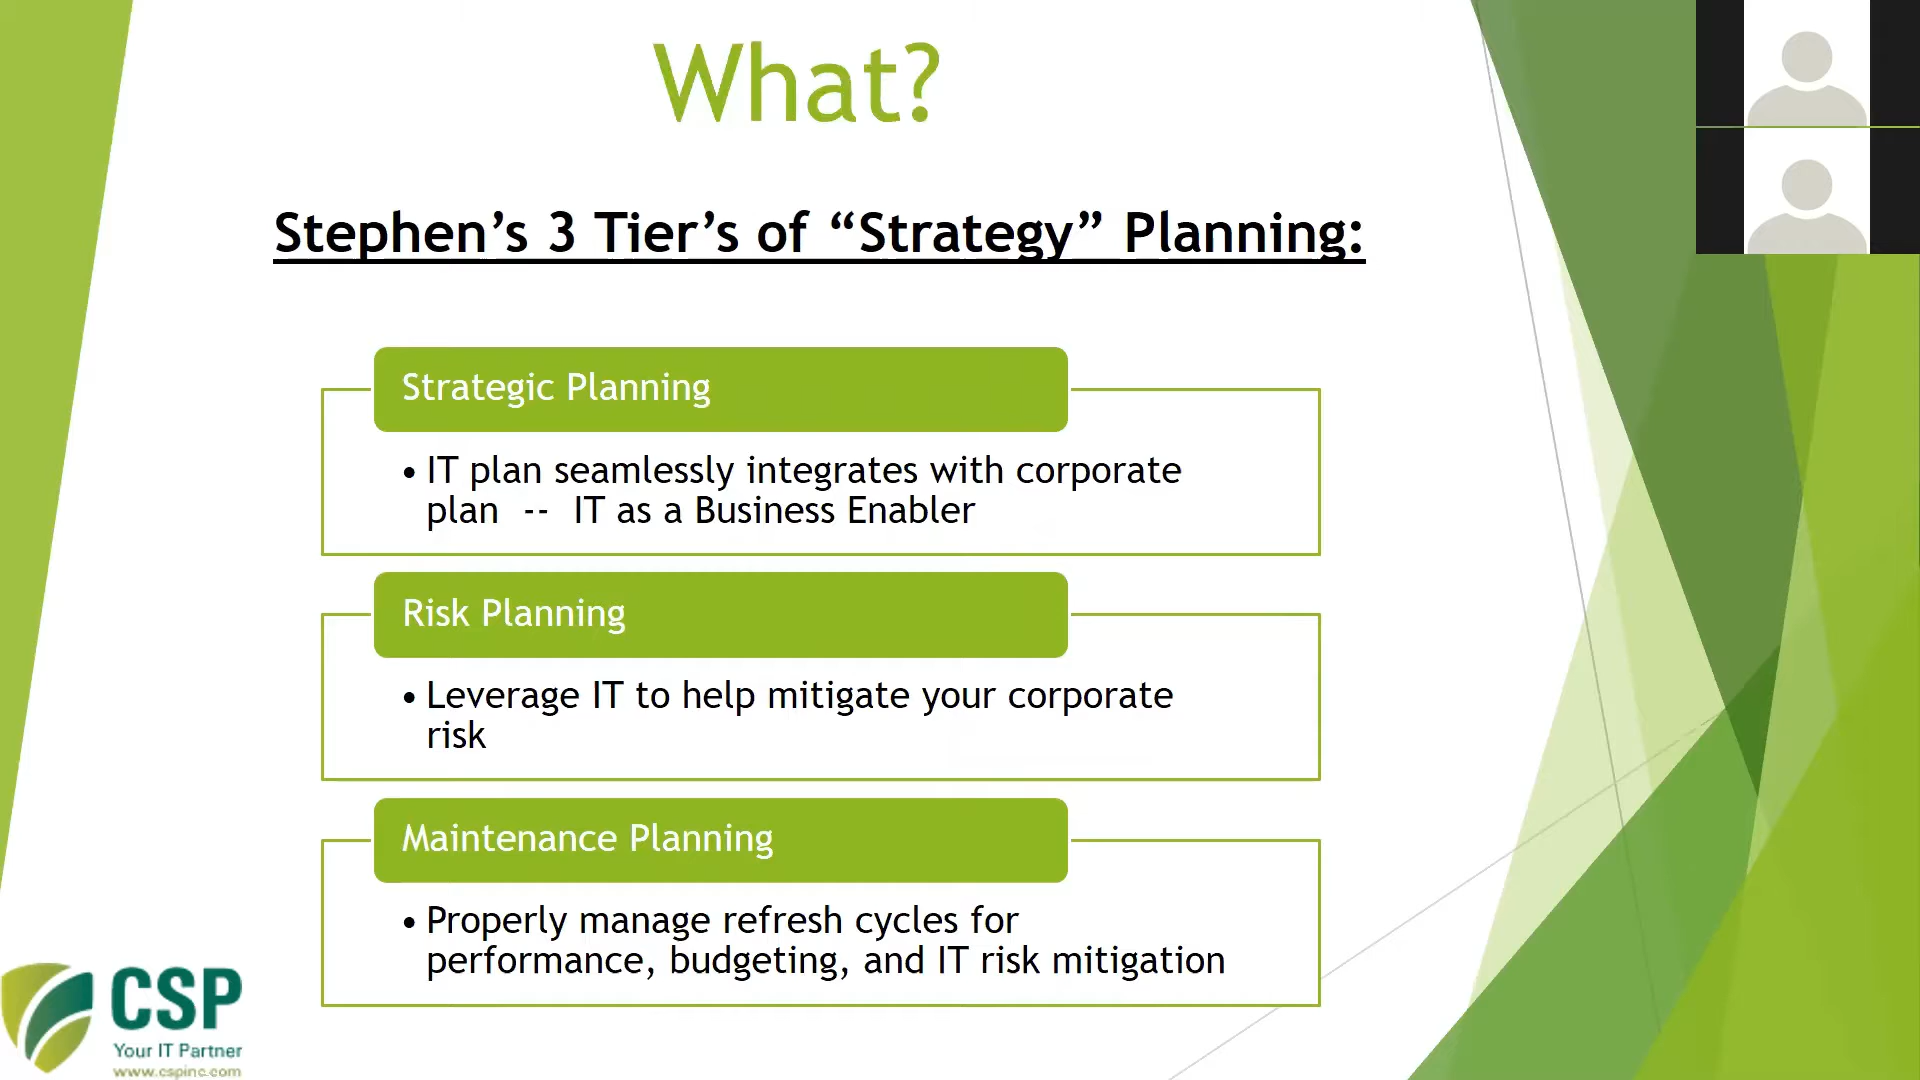 What?
Stephen’s 3 Tier’s of “Strategy” Planning:
Strategic Planning
• IT plan seamlessly integrates with corporate
plan -- IT as a Business Enabler
Risk Planning
• Leverage IT to help mitigate your corporate
risk
Maintenance Planning
• Properly manage refresh cycles for
performance, budgeting, and IT risk mitigation
CSP
Your IT Partner
www.cspinc.com